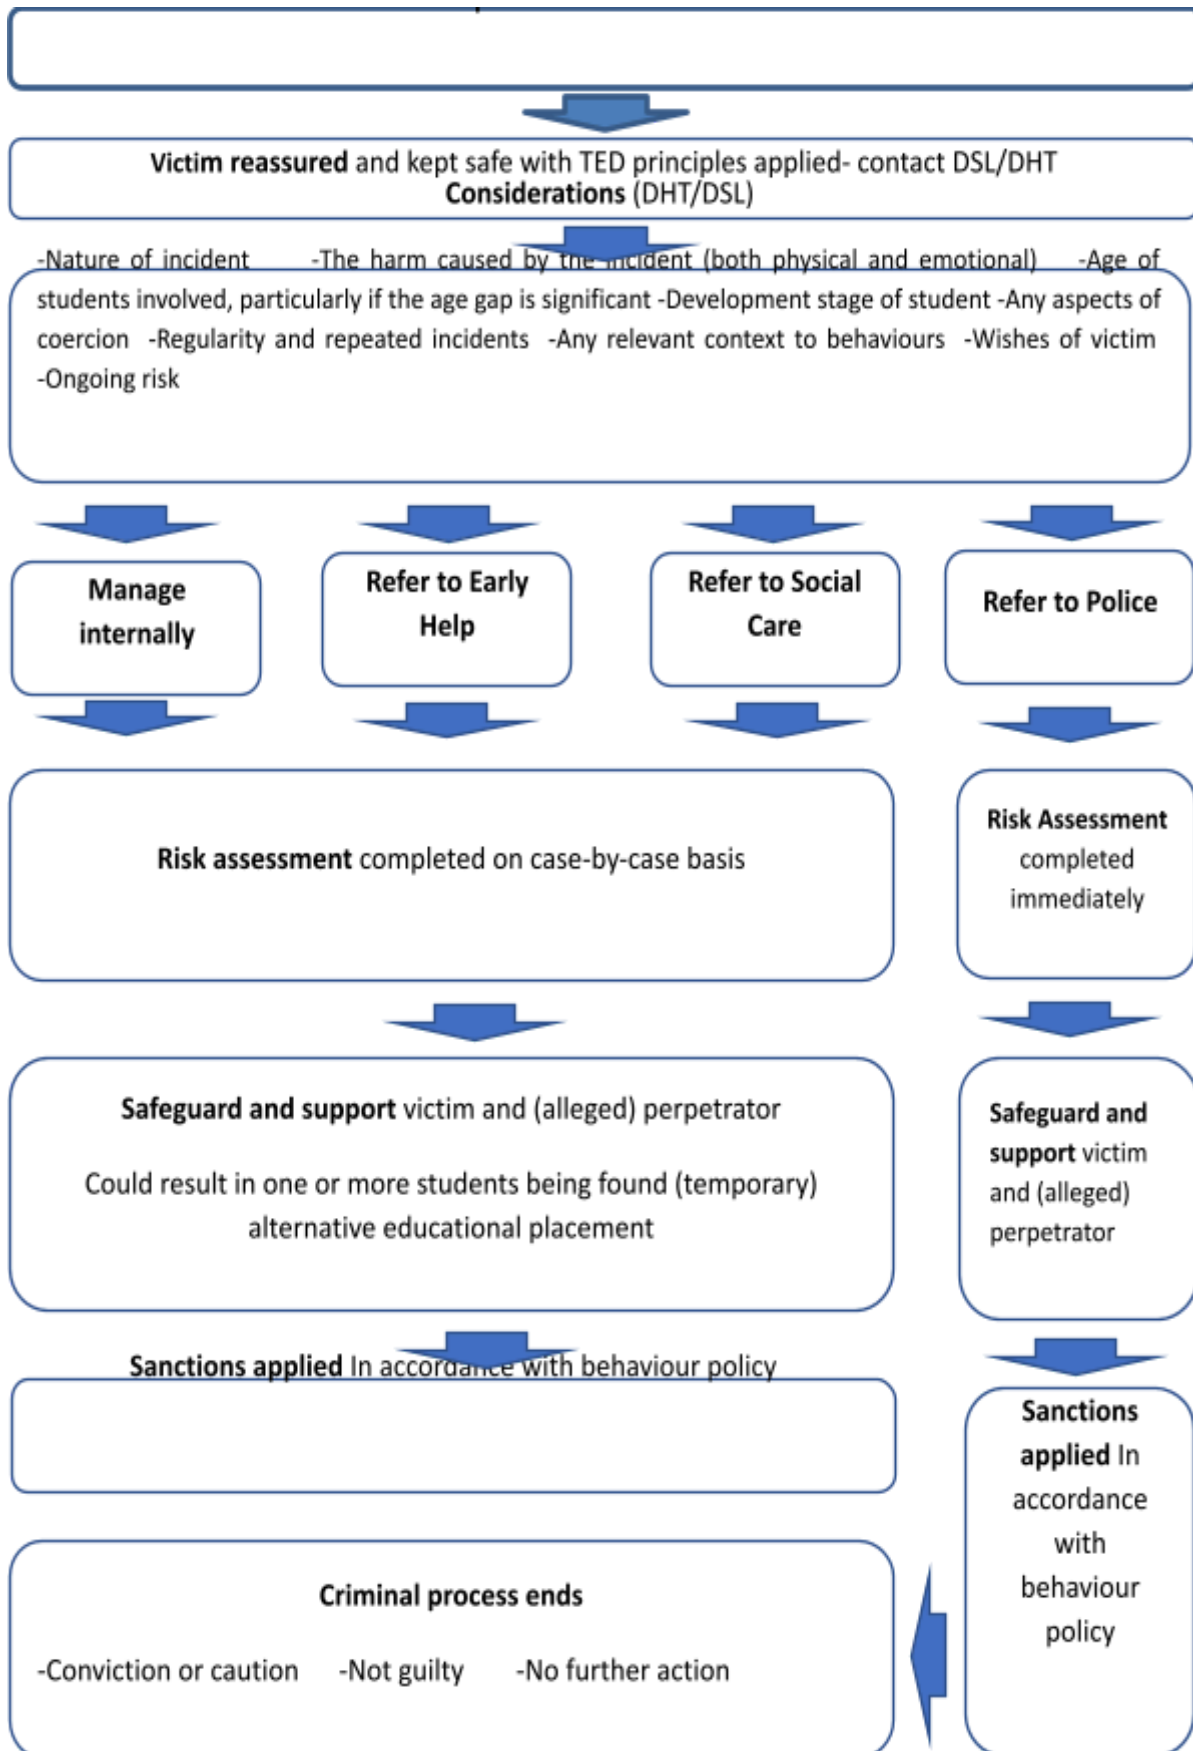 Victim reassured and kept safe with TED principles applied- contact DSL/DHT
Considerations (DHT/DSL)
-Nature of incident -The harm caused by the incident (both physical and emotional) -Age of
students involved, particularly if the age gap is significant -Development stage of student -Any aspects of
coercion -Regularity and repeated incidents -Any relevant context to behaviours -Wishes of victim
-Ongoing risk
Manage
internally
Refer to Early
Help
Refer to Social
Care
Refer to Police
Risk assessment completed on case-by-case basis
Risk Assessment
completed
immediately
Safeguard and support victim and (alleged) perpetrator
Could result in one or more students being found (temporary)
alternative educational placement
Safeguard and
support victim
and (alleged)
perpetrator
Sanctions applied In accordance with behaviour policy
Sanctions
applied In
accordance
with
behaviour
policy
Criminal process ends
-Conviction or caution -Not guilty -No further action